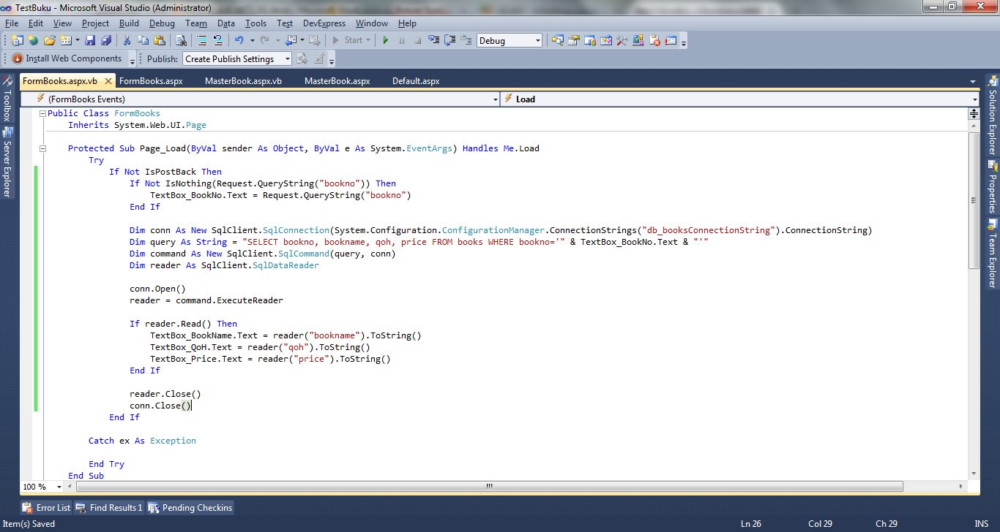 TestBuku - Microsoft Visual Studio (Administrator)
File Edit View Project Build Debug Team Data Tools Test DevExpress Window Help
Start Debug
Install Web Components Publish: Create Publish Settings
FormBooks.aspx.vb FormBooks.aspx MasterBook.aspx.vb MasterBook.aspx Default.aspx
(FormBooks Events) Load
Toolbox
Server Explorer
Public Class FormBooks
Inherits System.Web.UI.Page
Protected Sub Page_Load(ByVal sender As Object, ByVal e As System.EventArgs) Handles Me.Load
Try
If Not IsPostBack Then
If Not IsNothing(Request.QueryString("bookno")) Then
TextBox_BookNo.Text = Request.QueryString("bookno")
End If
Dim conn As New SqlClient.SqlConnection(System.Configuration.ConfigurationManager.ConnectionStrings("db_booksConnectionString").ConnectionString)
Dim query As String = "SELECT bookno, bookname, qoh, price FROM books WHERE bookno='" & TextBox_BookNo.Text & "'"
Dim command As New SqlClient.SqlCommand(query, conn)
Dim reader As SqlClient.SqlDataReader
conn.Open()
reader = command.ExecuteReader
If reader.Read() Then
TextBox_BookName.Text = reader("bookname").ToString()
TextBox_QoH.Text = reader("qoh").ToString()
TextBox_Price.Text = reader("price").ToString()
End If
reader.Close()
conn.Close()
End If
Catch ex As Exception
End Try
End Sub
Solution Explorer
Properties
Team Explorer
100 %
Error List Find Results 1 Pending Checkins
Item(s) Saved Ln 26 Col 29 Ch 29 INS